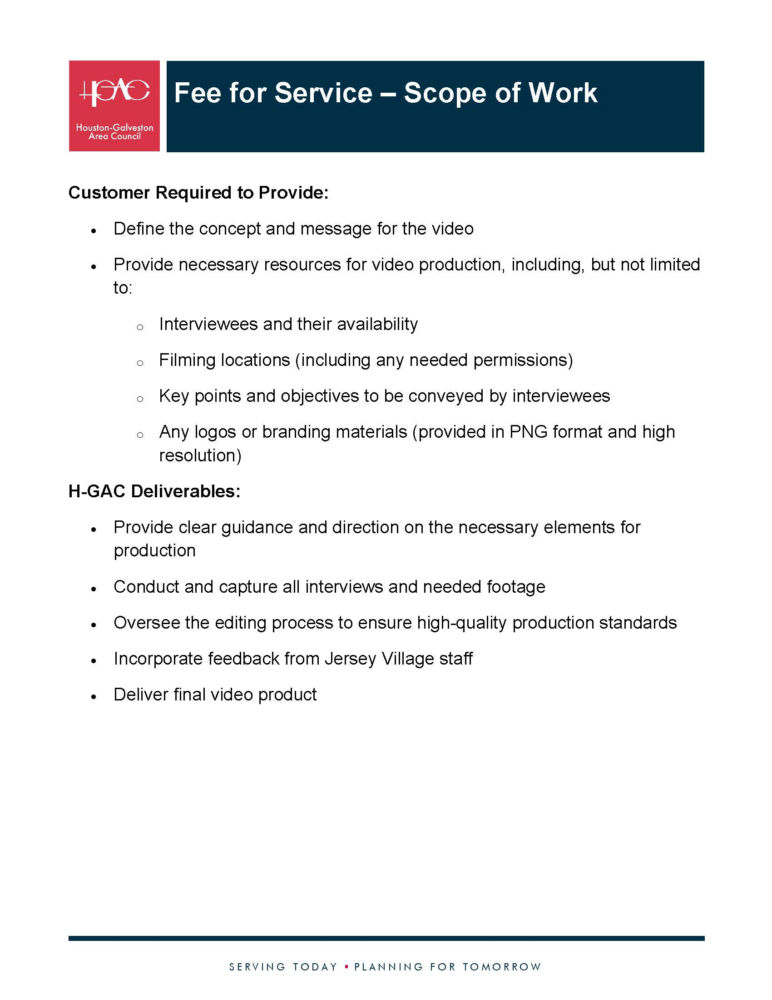 H-GAC
Houston-Galveston
Area Council
Fee for Service – Scope of Work
Customer Required to Provide:
• Define the concept and message for the video
• Provide necessary resources for video production, including, but not limited
to:
o Interviewees and their availability
o Filming locations (including any needed permissions)
o Key points and objectives to be conveyed by interviewees
o Any logos or branding materials (provided in PNG format and high
resolution)
H-GAC Deliverables:
• Provide clear guidance and direction on the necessary elements for
production
• Conduct and capture all interviews and needed footage
• Oversee the editing process to ensure high-quality production standards
• Incorporate feedback from Jersey Village staff
• Deliver final video product
SERVING TODAY ▪ PLANNING FOR TOMORROW